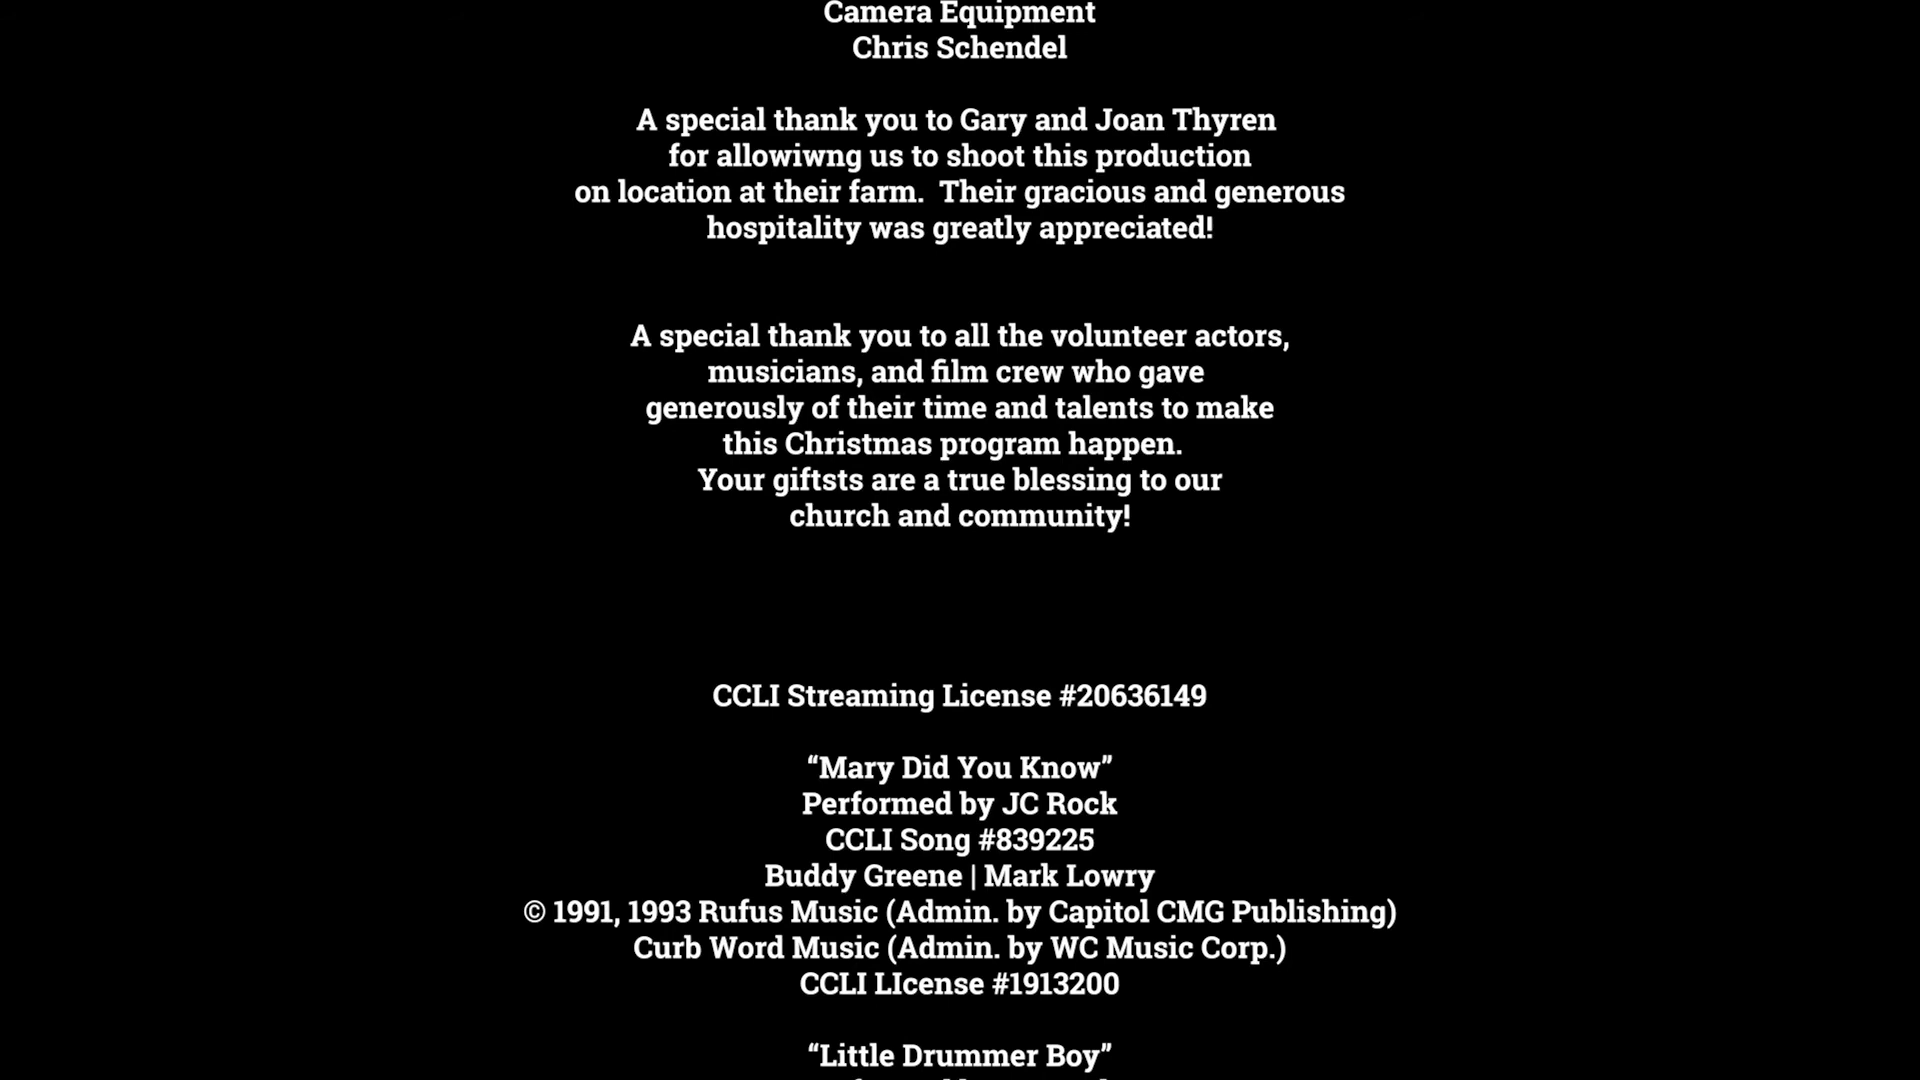 Camera Equipment
Chris Schendel
A special thank you to Gary and Joan Thyren
for allowiwng us to shoot this production
on location at their farm.  Their gracious and generous
hospitality was greatly appreciated!
A special thank you to all the volunteer actors,
musicians, and film crew who gave
generously of their time and talents to make
this Christmas program happen.
Your giftsts are a true blessing to our
church and community!
CCLI Streaming License #20636149
“Mary Did You Know”
Performed by JC Rock
CCLI Song #839225
Buddy Greene | Mark Lowry
© 1991, 1993 Rufus Music (Admin. by Capitol CMG Publishing)
Curb Word Music (Admin. by WC Music Corp.)
CCLI LIcense #1913200
“Little Drummer Boy”